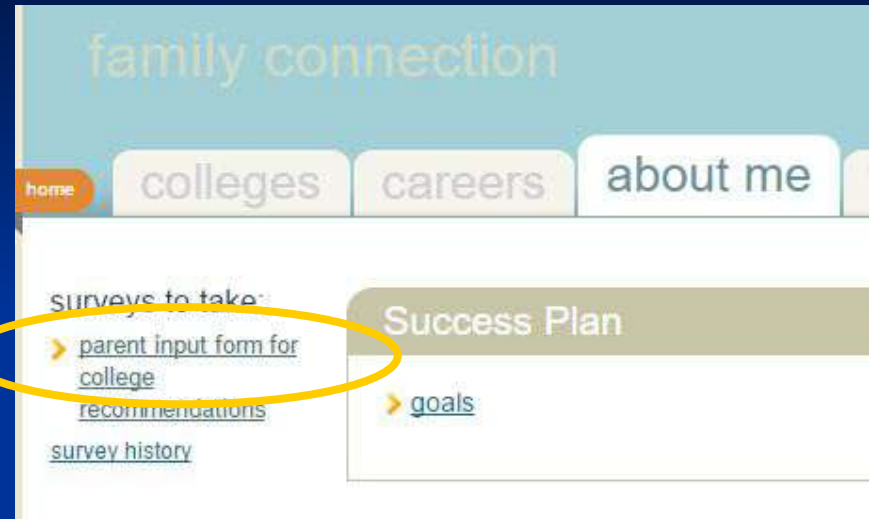 family connection
home
colleges
careers
about me
surveys to take:
parent input form for
college
recommendations
survey history
Success Plan
goals